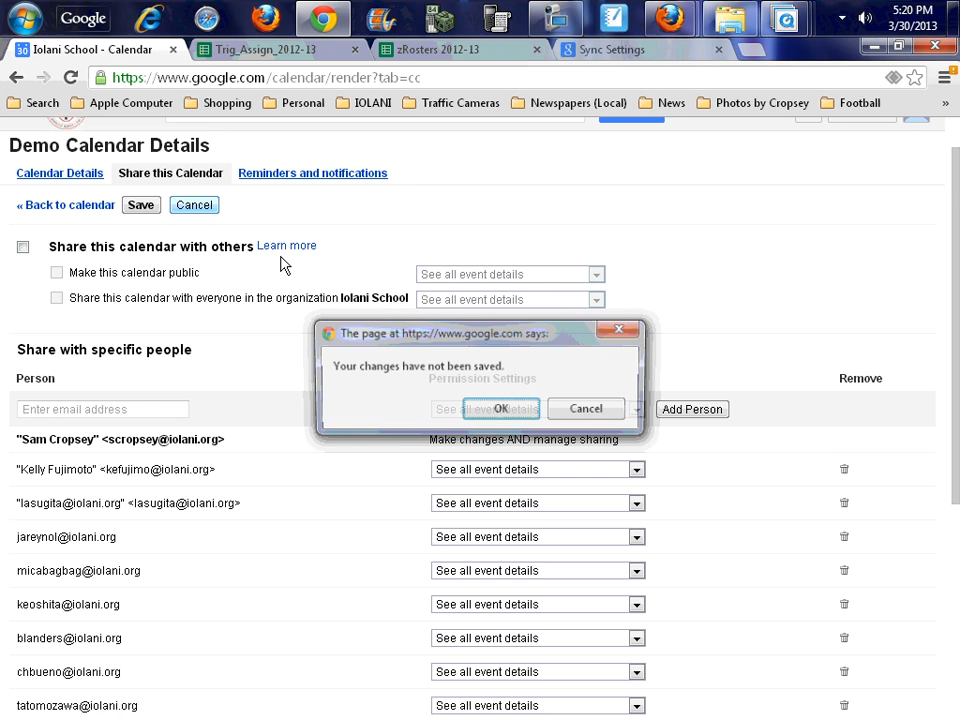 Google
5:20 PM
3/30/2013
Iolani School - Calendar
Trig_Assign_2012-13
zRosters 2012-13
Sync Settings
https://www.google.com/calendar/render?tab=cc
Search
Apple Computer
Shopping
Personal
IOLANI
Traffic Cameras
Newspapers (Local)
News
Photos by Cropsey
Football
»
Demo Calendar Details
Calendar Details
Share this Calendar
Reminders and notifications
« Back to calendar
Save
Cancel
Share this calendar with others Learn more
Make this calendar public
See all event details
Share this calendar with everyone in the organization Iolani School
See all event details
The page at https://www.google.com says:
Your changes have not been saved.
OK
Cancel
Share with specific people
Person
Permission Settings
Remove
Enter email address
See all event details
Add Person
"Sam Cropsey" <scropsey@iolani.org>
Make changes AND manage sharing
"Kelly Fujimoto" <kefujimo@iolani.org>
See all event details
"lasugita@iolani.org" <lasugita@iolani.org>
See all event details
jareynol@iolani.org
See all event details
micabagbag@iolani.org
See all event details
keoshita@iolani.org
See all event details
blanders@iolani.org
See all event details
chbueno@iolani.org
See all event details
tatomozawa@iolani.org
See all event details